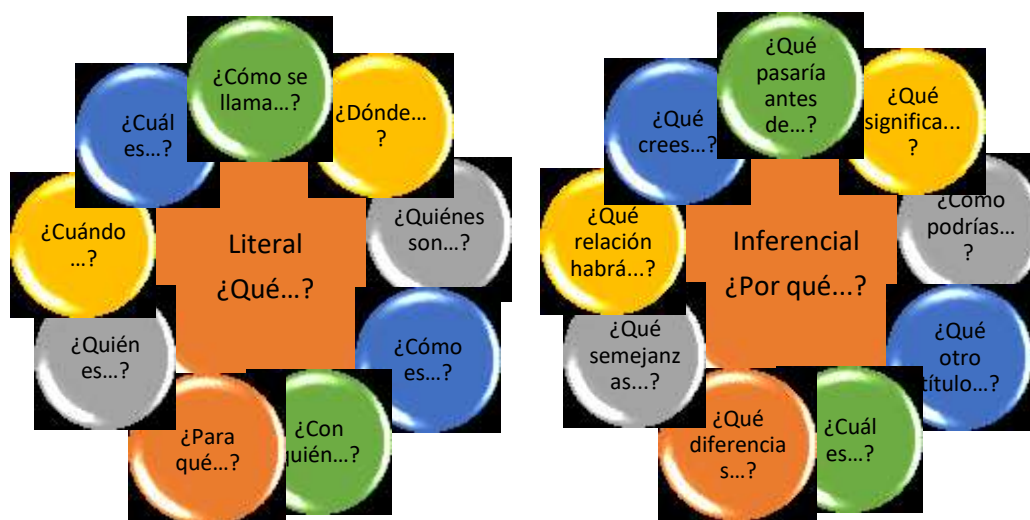 ¿Cómo se
llama...?
¿Dónde...
?
¿Quiénes
son...?
¿Cómo
es...?
¿Con
quién...?
¿Para
qué...?
¿Quién
es...?
¿Cuándo
...?
¿Cuál
es...?
Literal
¿Qué...?
¿Qué
pasaría
antes
de...?
¿Qué
significa...
?
¿Cómo
podrías...
?
¿Qué
otro
título...?
¿Cuál
es...?
¿Qué
diferencia
s...?
¿Qué
semejanz
as...?
¿Qué
relación
habrá...?
¿Qué
crees...?
Inferencial
¿Por qué...?